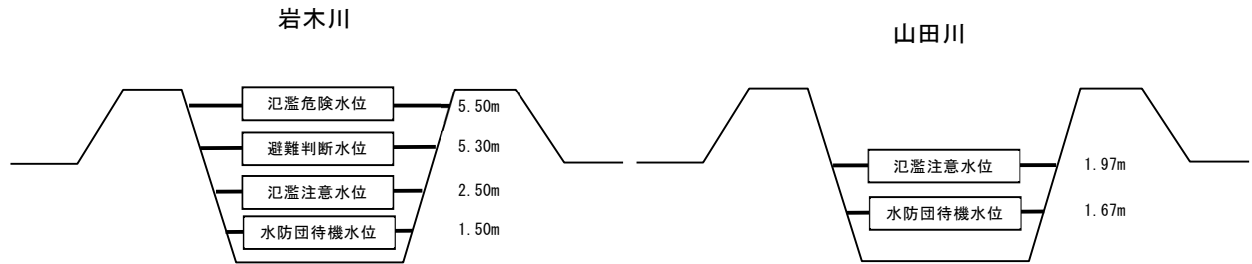 岩木川
氾濫危険水位 5.50m
避難判断水位 5.30m
氾濫注意水位 2.50m
水防団待機水位 1.50m
山田川
氾濫注意水位 1.97m
水防団待機水位 1.67m